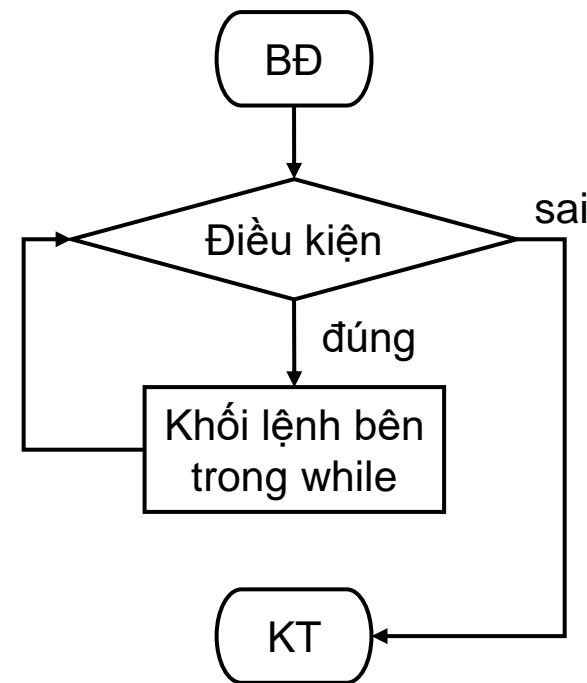 BĐ
Điều kiện
sai
đúng
Khối lệnh bên
trong while
KT